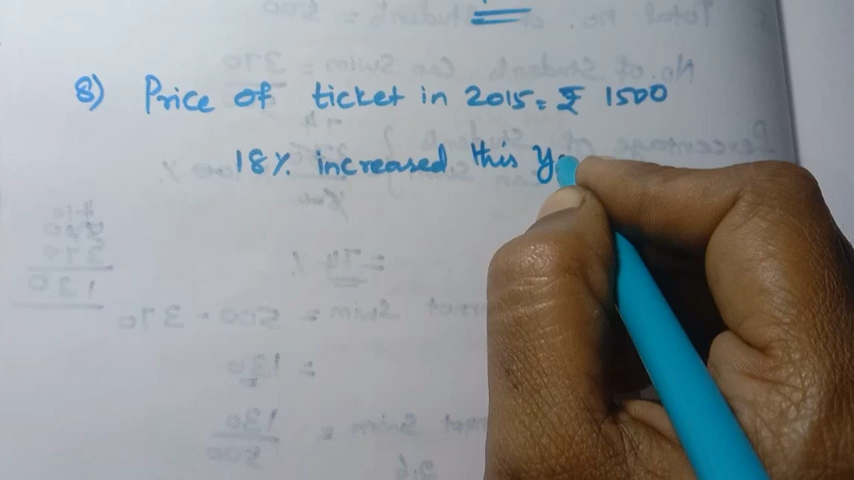 8) Price of ticket in 2015 = ₹ 1500
18% increased this